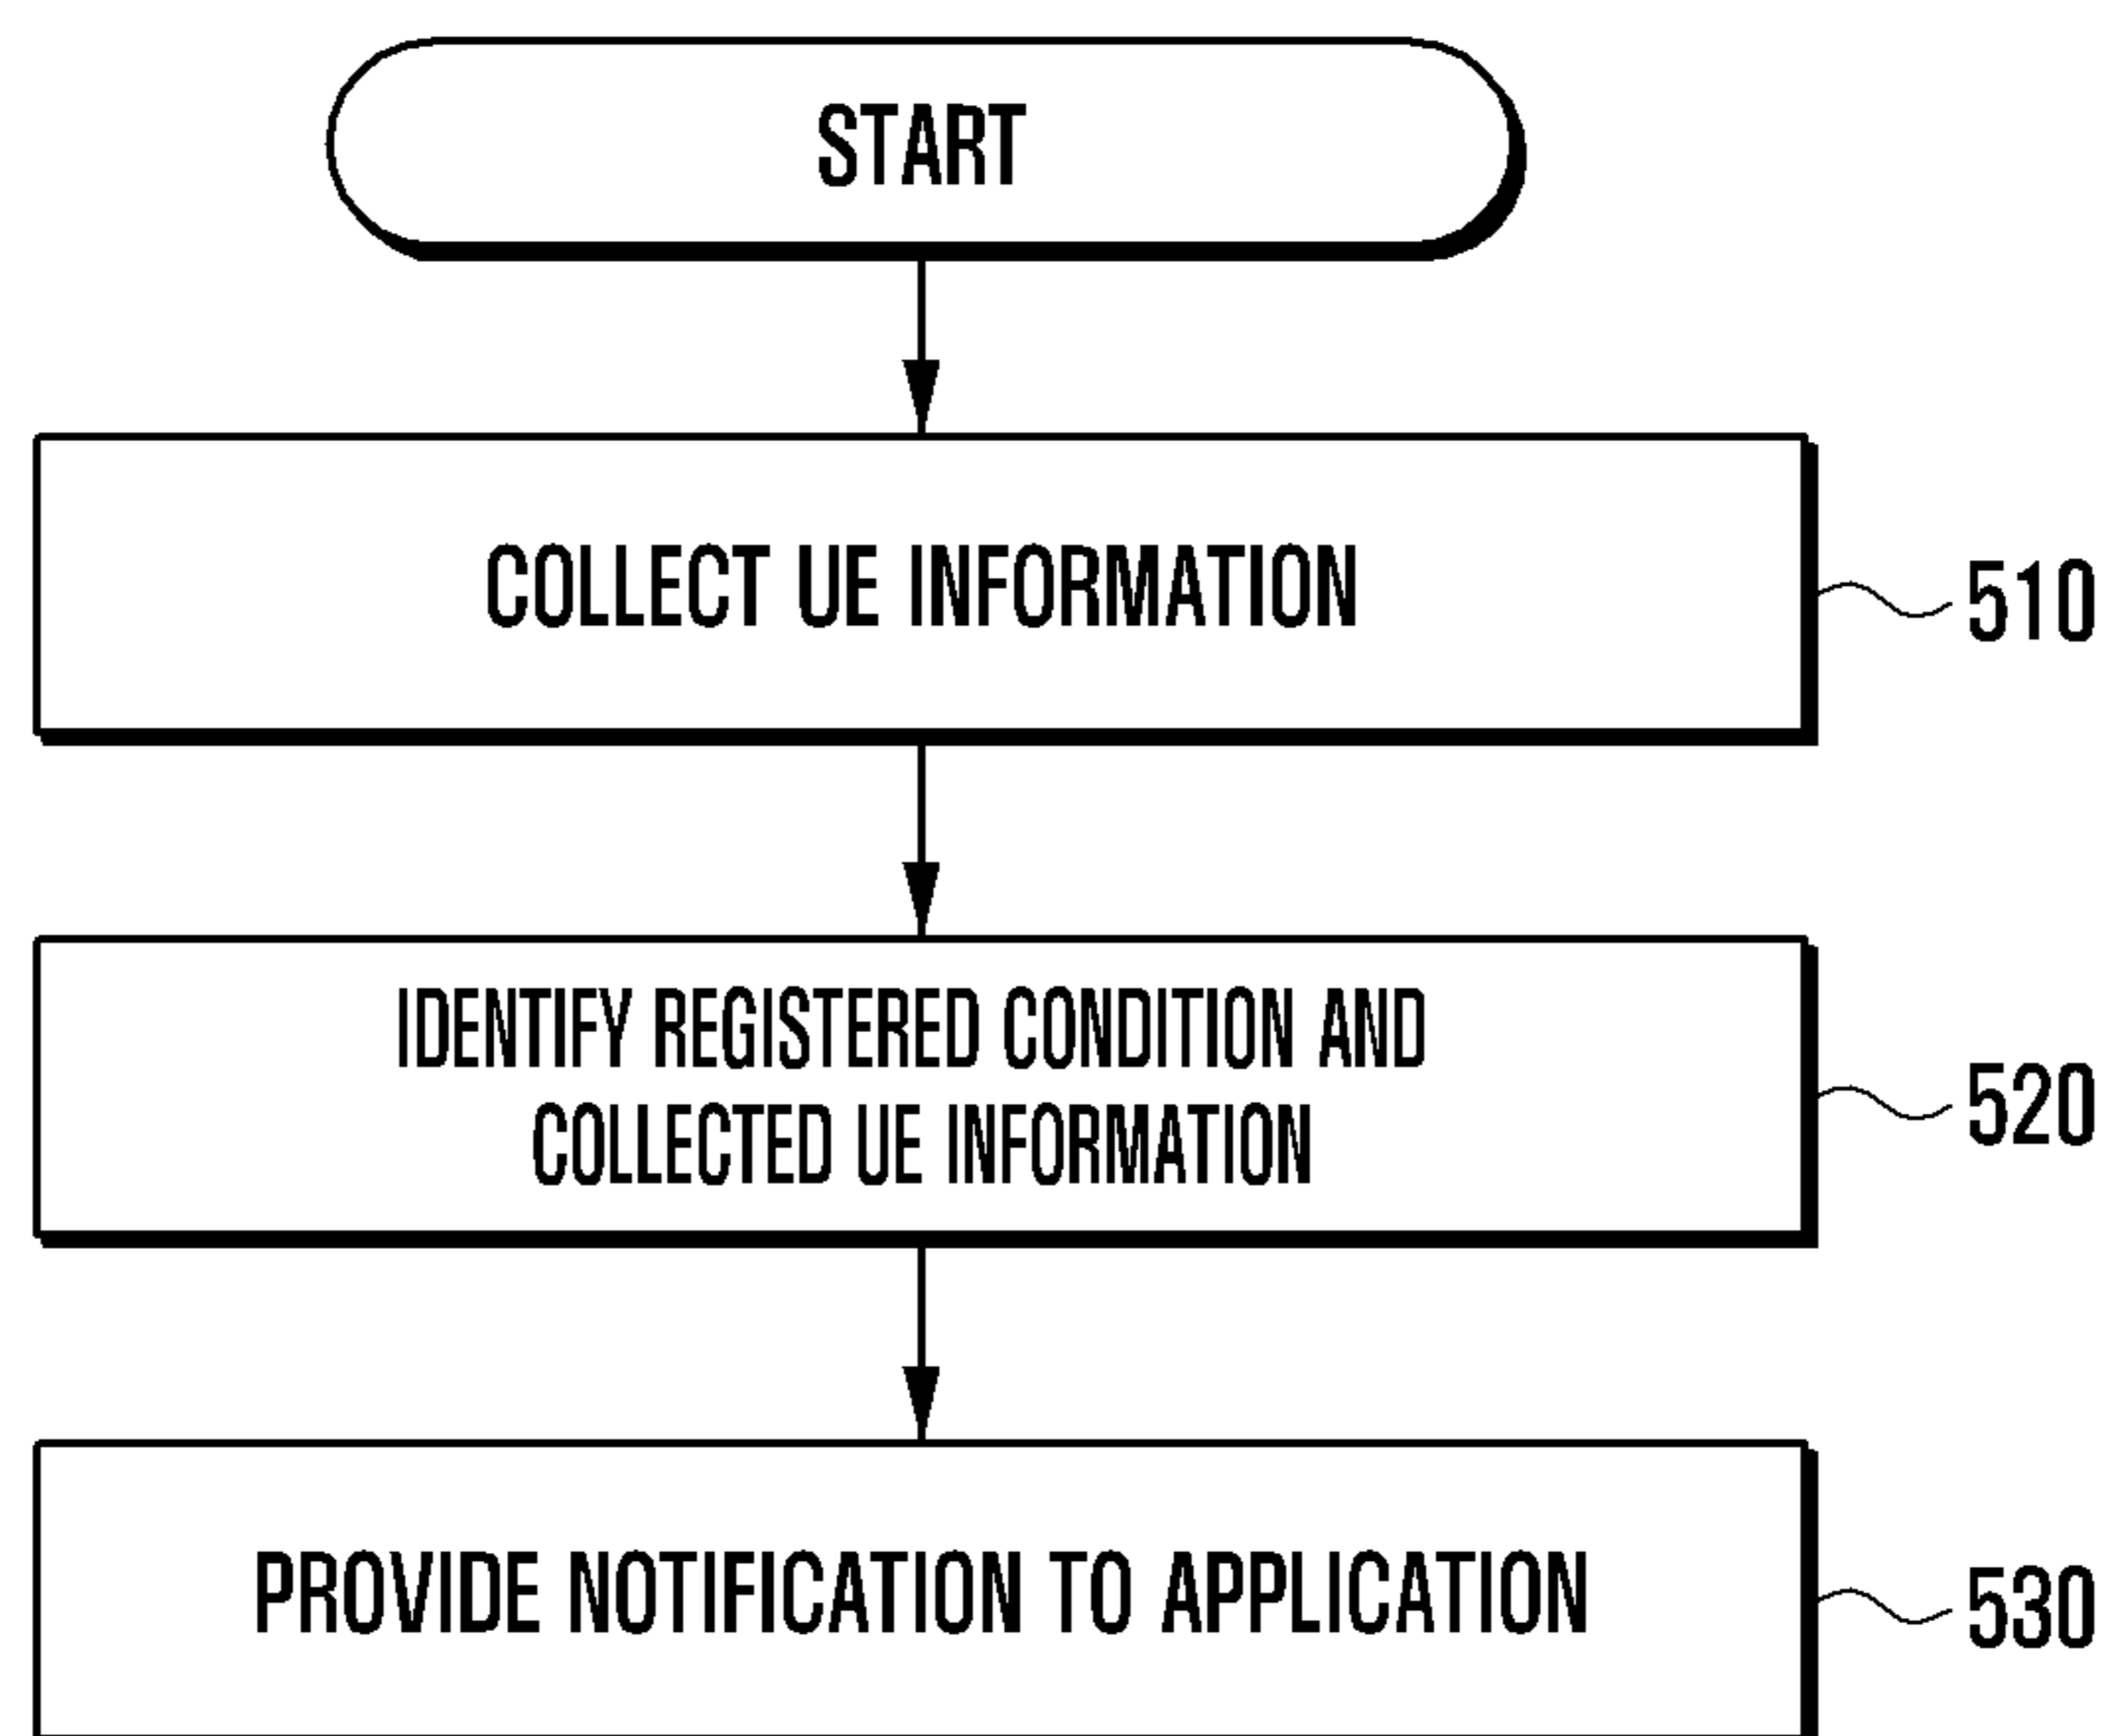 START
COLLECT UE INFORMATION
510
IDENTIFY REGISTERED CONDITION AND
COLLECTED UE INFORMATION
520
PROVIDE NOTIFICATION TO APPLICATION
530